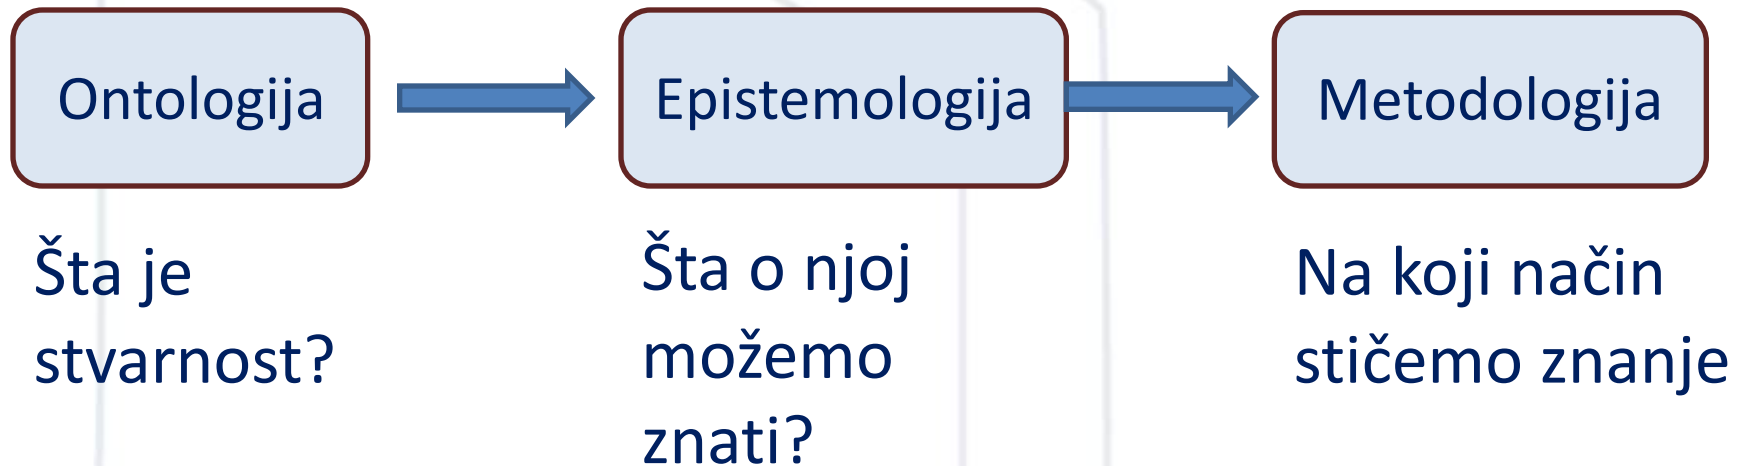 Ontologija
Epistemologija
Metodologija
Šta je
stvarnost?
Šta o njoj
možemo
znati?
Na koji način
stičemo znanje